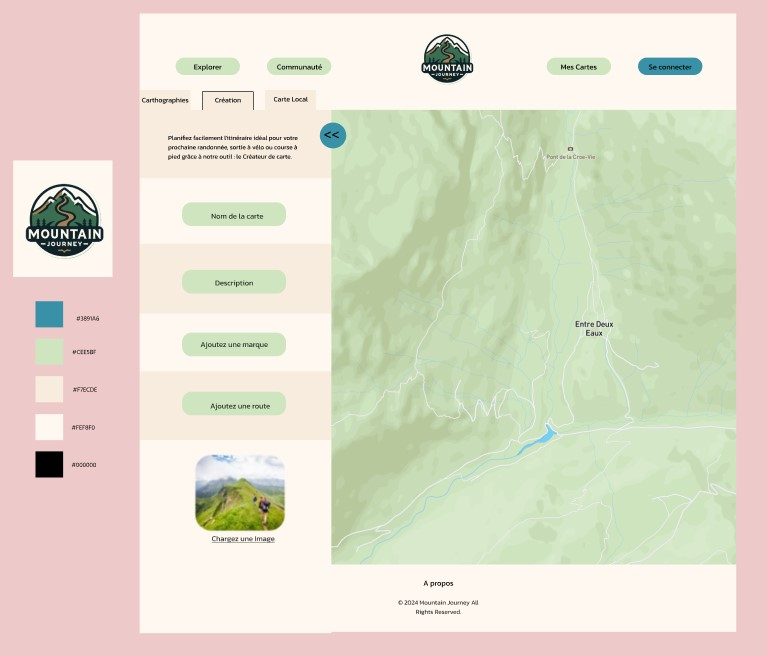 Explorer
Communauté
MOUNTAIN
JOURNEY
Mes Cartes
Se connecter
Carthographies
Création
Carte Local
<<
Planifiez facilement l'itinéraire idéal pour votre
prochaine randonnée, sortie à vélo ou course à
pied grâce à notre outil : le Créateur de carte.
Nom de la carte
Description
Ajoutez une marque
Ajoutez une route
Chargez une Image
Pont de la Croe-Vie
Entre Deux
Eaux
A propos
© 2024 Mountain Journey All
Rights Reserved.
MOUNTAIN
JOURNEY
#3891A6
#CEE5BF
#F7ECDE
#FEF8F0
#000000